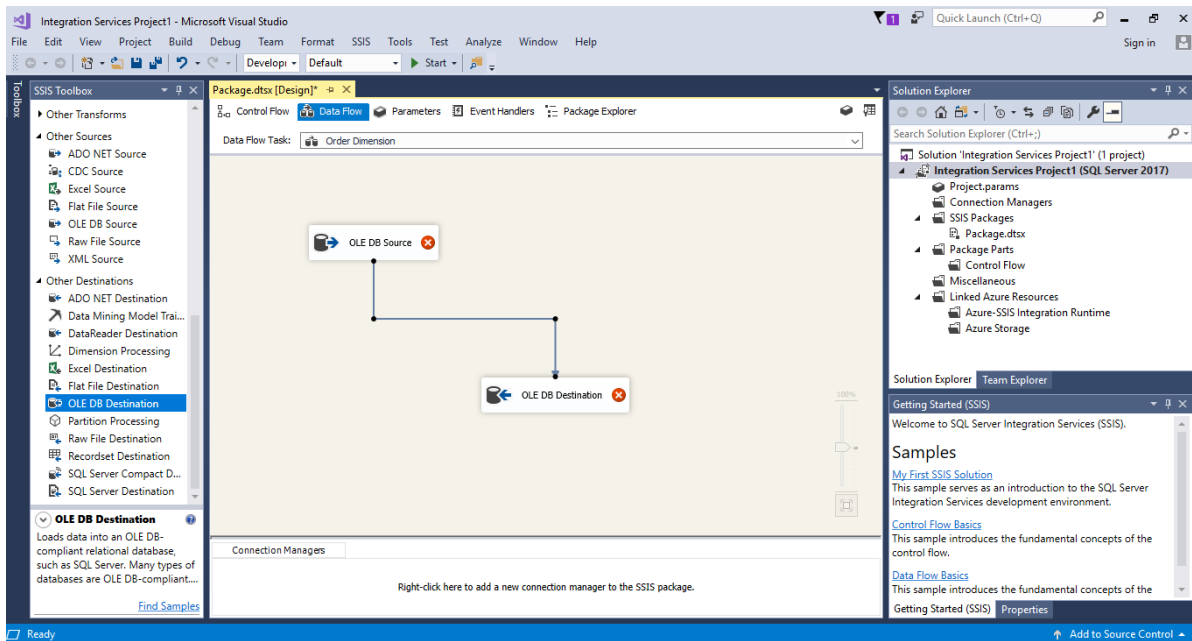 Integration Services Project1 - Microsoft Visual Studio
1
Quick Launch (Ctrl+Q)
File Edit View Project Build Debug Team Format SSIS Tools Test Analyze Window Help
Sign in
Developı Default Start
Toolbox
SSIS Toolbox
Other Transforms
Other Sources
ADO NET Source
CDC Source
Excel Source
Flat File Source
OLE DB Source
Raw File Source
XML Source
Other Destinations
ADO NET Destination
Data Mining Model Trai...
DataReader Destination
Dimension Processing
Excel Destination
Flat File Destination
OLE DB Destination
Partition Processing
Raw File Destination
Recordset Destination
SQL Server Compact D...
SQL Server Destination
OLE DB Destination
Loads data into an OLE DB-
compliant relational database,
such as SQL Server. Many types of
databases are OLE DB-compliant....
Find Samples
Package.dtsx [Design]*
Control Flow Data Flow Parameters Event Handlers Package Explorer
Data Flow Task: Order Dimension
OLE DB Source
OLE DB Destination
100%
Connection Managers
Right-click here to add a new connection manager to the SSIS package.
Solution Explorer
Search Solution Explorer (Ctrl+;)
Solution 'Integration Services Project1' (1 project)
Integration Services Project1 (SQL Server 2017)
Project.params
Connection Managers
SSIS Packages
Package.dtsx
Package Parts
Control Flow
Miscellaneous
Linked Azure Resources
Azure-SSIS Integration Runtime
Azure Storage
Solution Explorer Team Explorer
Getting Started (SSIS)
Welcome to SQL Server Integration Services (SSIS).
Samples
My First SSIS Solution
This sample serves as an introduction to the SQL Server
Integration Services development environment.
Control Flow Basics
This sample introduces the fundamental concepts of the
control flow.
Data Flow Basics
This sample introduces the fundamental concepts of the
Getting Started (SSIS) Properties
Ready
Add to Source Control